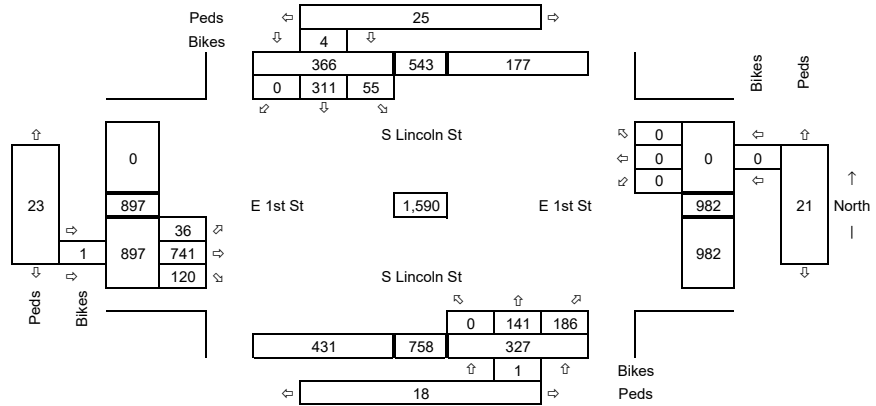 Peds ⇦ 25 ⇨
Bikes ⇩ 4 ⇩
366 543 177
0 311 55
⬃ ⇩ ⬂
Bikes
Peds
S Lincoln St
⇧
0
⬁ 0
⇦ 0
⬃ 0
0
⇦
0
⇦
⇧
↑
23
897
E 1st St
1,590
E 1st St
982
21
North
|
⇨
1
⇨
897
36 ⬀
741 ⇨
120 ⬂
982
⇩
⇩
Peds
Bikes
S Lincoln St
⬁ ⇧ ⬀
0 141 186
431 758 327
⇧ 1 ⇧ Bikes
⇦ 18 ⇨ Peds